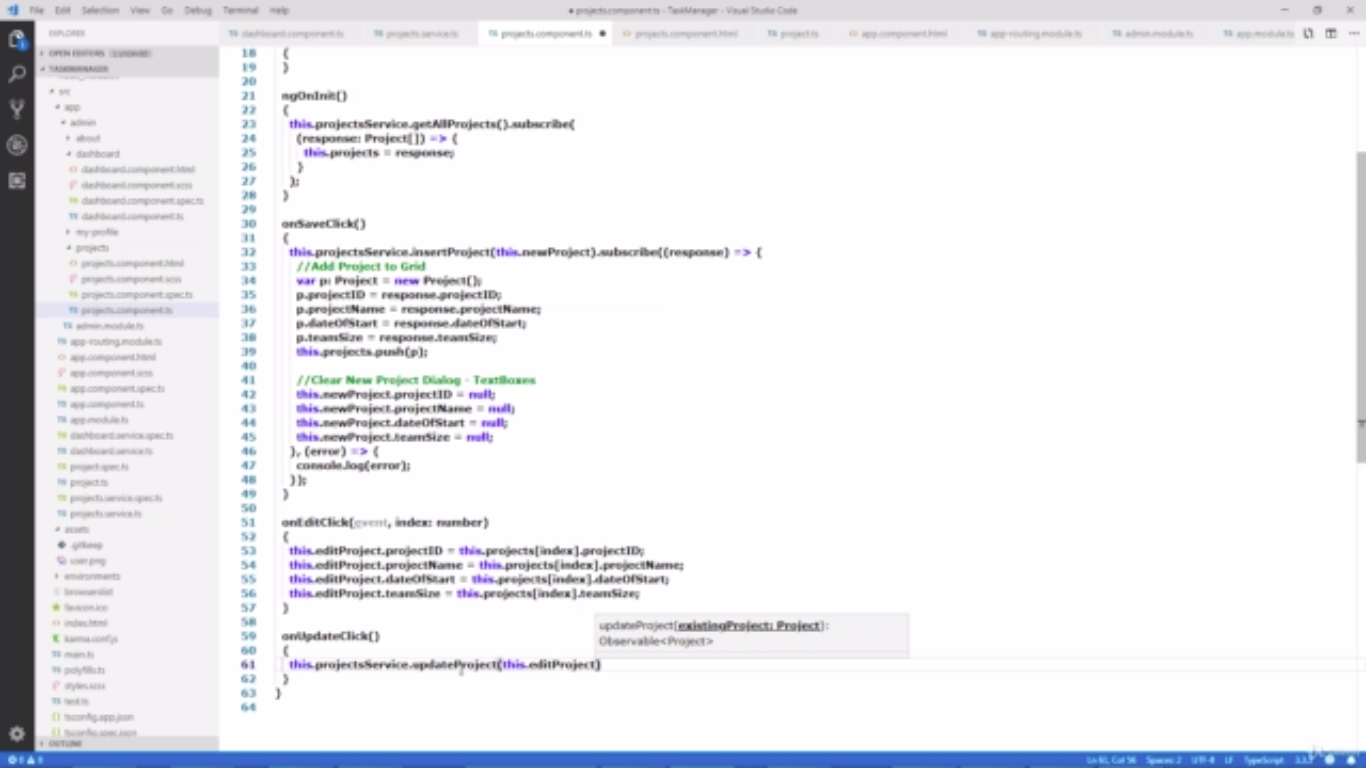 File Edit Selection View Go Debug Terminal Help
● projects.component.ts - TaskManager - Visual Studio Code
EXPLORER
OPEN EDITORS 1 UNSAVED
TASKMANAGER
src
app
admin
about
dashboard
dashboard.component.html
dashboard.component.scss
dashboard.component.spec.ts
dashboard.component.ts
my-profile
projects
projects.component.html
projects.component.scss
projects.component.spec.ts
projects.component.ts
admin.module.ts
app-routing.module.ts
app.component.html
app.component.scss
app.component.spec.ts
app.component.ts
app.module.ts
dashboard.service.spec.ts
dashboard.service.ts
project.spec.ts
project.ts
projects.service.spec.ts
projects.service.ts
assets
.gitkeep
user.png
environments
browserslist
favicon.ico
index.html
karma.conf.js
main.ts
polyfills.ts
styles.scss
test.ts
tsconfig.app.json
tsconfig.spec.json
OUTLINE
dashboard.component.ts projects.service.ts projects.component.ts ● projects.component.html project.ts app.component.html app-routing.module.ts admin.module.ts app.module.ts
18 {
19 }
20
21 ngOnInit()
22 {
23 this.projectsService.getAllProjects().subscribe(
24 (response: Project[]) => {
25 this.projects = response;
26 }
27 );
28 }
29
30 onSaveClick()
31 {
32 this.projectsService.insertProject(this.newProject).subscribe((response) => {
33 //Add Project to Grid
34 var p: Project = new Project();
35 p.projectID = response.projectID;
36 p.projectName = response.projectName;
37 p.dateOfStart = response.dateOfStart;
38 p.teamSize = response.teamSize;
39 this.projects.push(p);
40
41 //Clear New Project Dialog - TextBoxes
42 this.newProject.projectID = null;
43 this.newProject.projectName = null;
44 this.newProject.dateOfStart = null;
45 this.newProject.teamSize = null;
46 }, (error) => {
47 console.log(error);
48 });
49 }
50
51 onEditClick(event, index: number)
52 {
53 this.editProject.projectID = this.projects[index].projectID;
54 this.editProject.projectName = this.projects[index].projectName;
55 this.editProject.dateOfStart = this.projects[index].dateOfStart;
56 this.editProject.teamSize = this.projects[index].teamSize;
57 }
58
updateProject(existingProject: Project):
Observable<Project>
59 onUpdateClick()
60 {
61 this.projectsService.updateProject(this.editProject)
62 }
63 }
64
0 0 Ln 61, Col 56 Spaces: 2 UTF-8 LF TypeScript